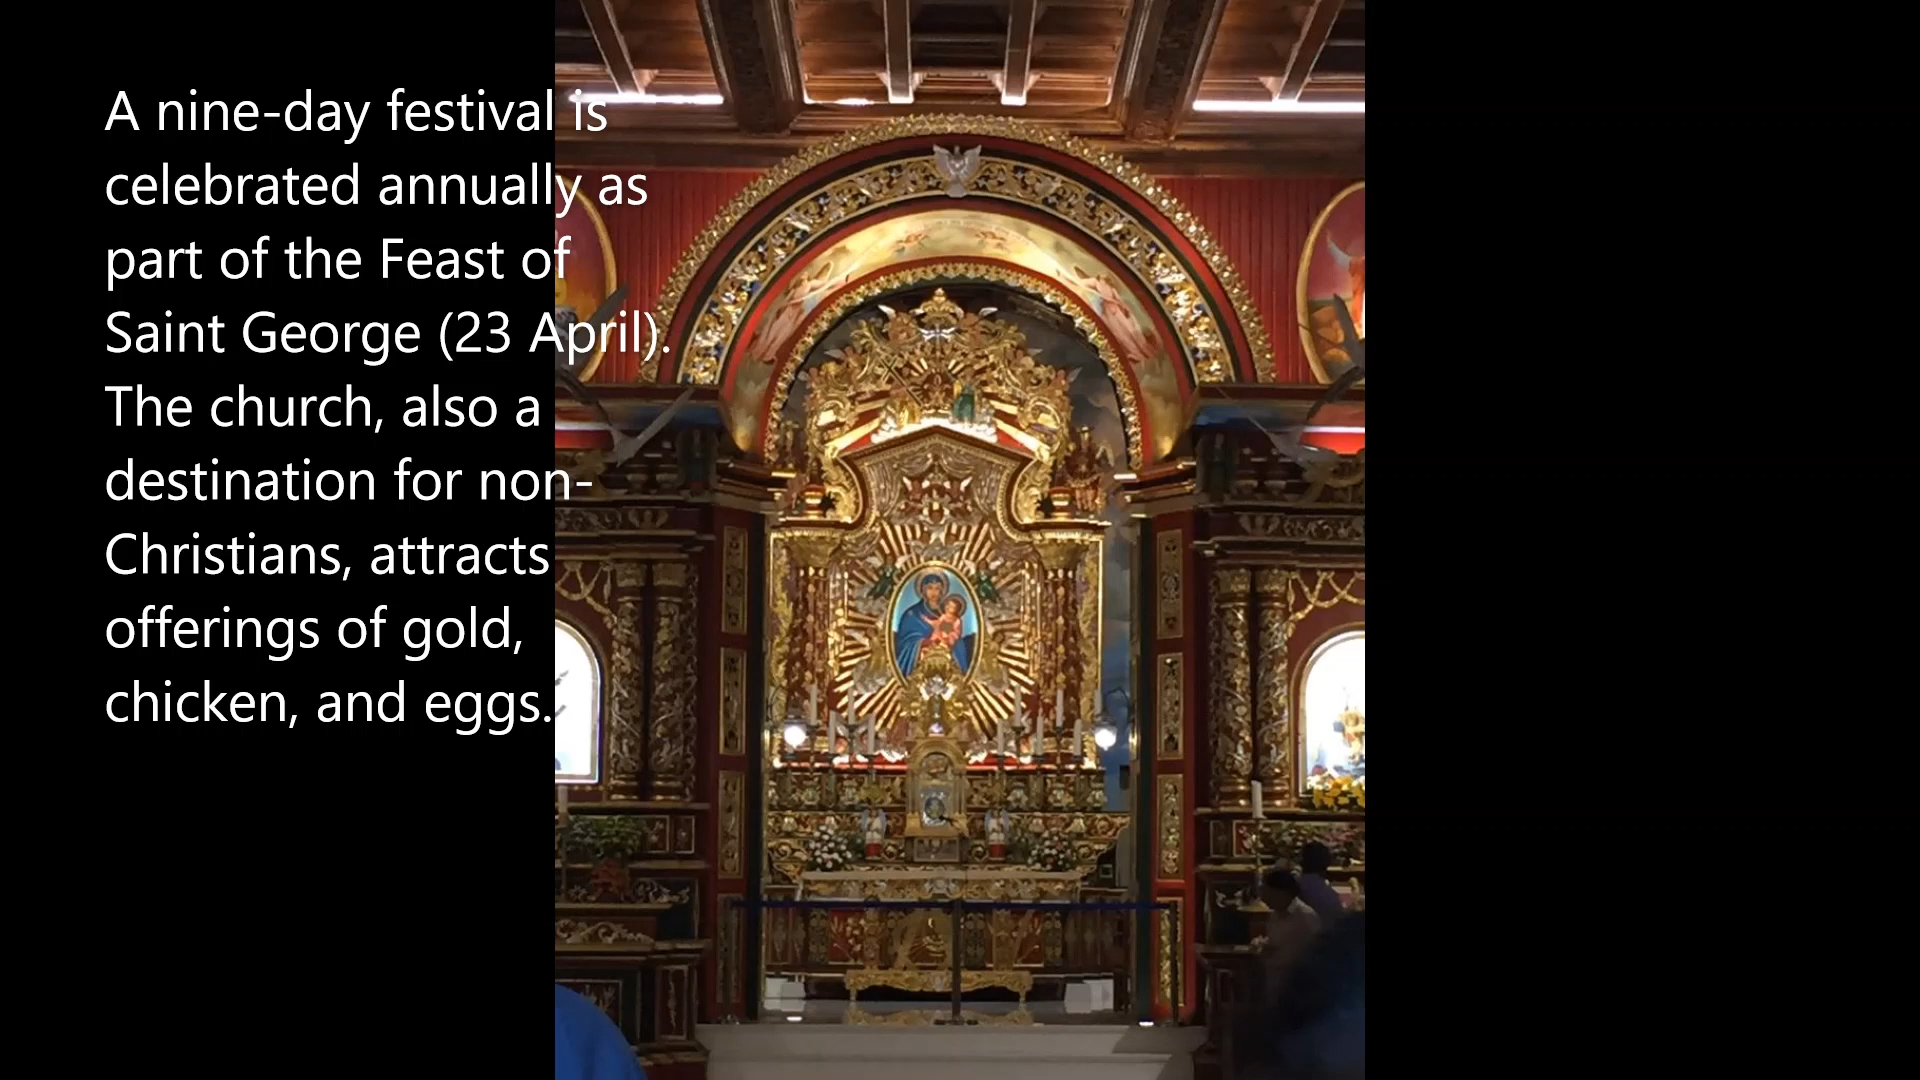 A nine-day festival is
celebrated annually as
part of the Feast of
Saint George (23 April).
The church, also a
destination for non-
Christians, attracts
offerings of gold,
chicken, and eggs.